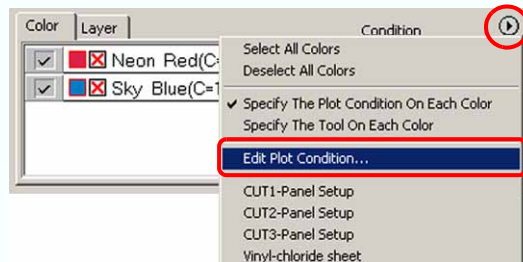 Color Layer Condition
Select All Colors
Neon Red(C=
Deselect All Colors
Sky Blue(C=1
Specify The Plot Condition On Each Color
Specify The Tool On Each Color
Edit Plot Condition...
CUT1-Panel Setup
CUT2-Panel Setup
CUT3-Panel Setup
Vinyl-chloride sheet